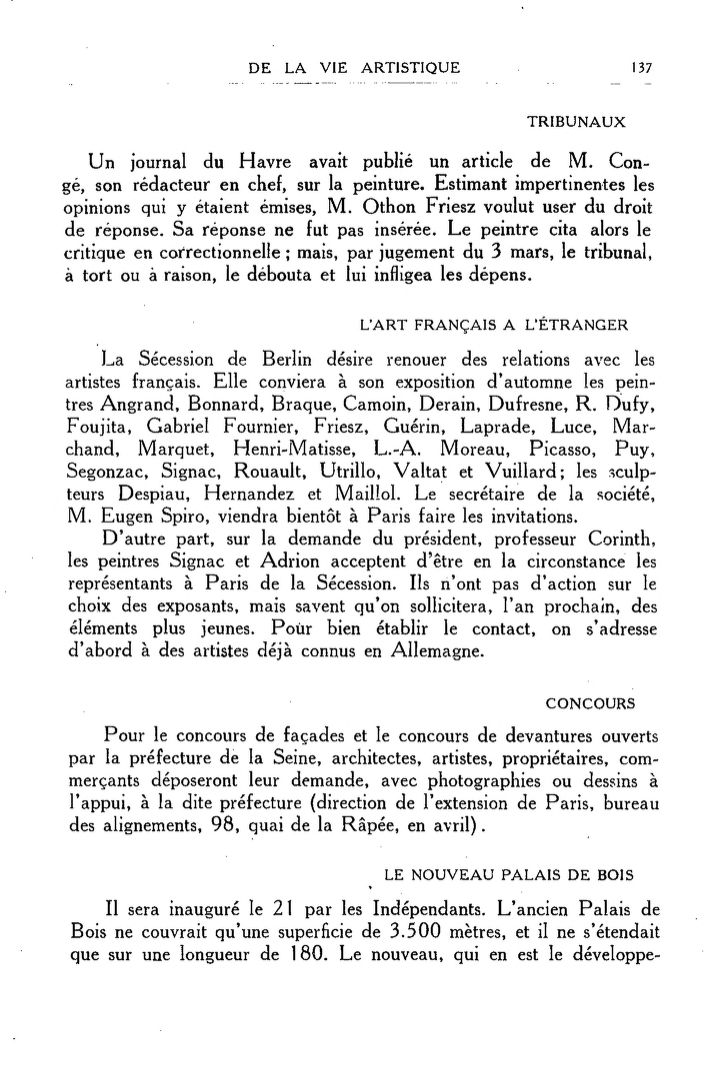 DE LA VIE ARTISTIQUE 137
TRIBUNAUX
Un journal du Havre avait publié un article de M. Con-
gé, son rédacteur en chef, sur la peinture. Estimant impertinentes les
opinions qui y étaient émises, M. Othon Friesz voulut user du droit
de réponse. Sa réponse ne fut pas insérée. Le peintre cita alors le
critique en correctionnelle ; mais, par jugement du 3 mars, le tribunal,
à tort ou à raison, le débouta et lui infligea les dépens.
L'ART FRANÇAIS A L'ÉTRANGER
La Sécession de Berlin désire renouer des relations avec les
artistes français. Elle conviera à son exposition d'automne les pein-
tres Angrand, Bonnard, Braque, Camoin, Derain, Dufresne, R. Dufy,
Foujita, Gabriel Fournier, Friesz, Guérin, Laprade, Luce, Mar-
chand, Marquet, Henri-Matisse, L.-A. Moreau, Picasso, Puy,
Segonzac, Signac, Rouault, Utrillo, Valtat et Vuillard ; les sculp-
teurs Despiau, Hernandez et Maillol. Le secrétaire de la société,
M. Eugen Spiro, viendra bientôt à Paris faire les invitations.
D'autre part, sur la demande du président, professeur Corinth,
les peintres Signac et Adrion acceptent d'être en la circonstance les
représentants à Paris de la Sécession. Ils n'ont pas d'action sur le
choix des exposants, mais savent qu'on sollicitera, l'an prochain, des
éléments plus jeunes. Pour bien établir le contact, on s'adresse
d'abord à des artistes déjà connus en Allemagne.
CONCOURS
Pour le concours de façades et le concours de devantures ouverts
par la préfecture de la Seine, architectes, artistes, propriétaires, com-
merçants déposeront leur demande, avec photographies ou dessins à
l'appui, à la dite préfecture (direction de l'extension de Paris, bureau
des alignements, 98, quai de la Râpée, en avril).
LE NOUVEAU PALAIS DE BOIS
Il sera inauguré le 21 par les Indépendants. L'ancien Palais de
Bois ne couvrait qu'une superficie de 3.500 mètres, et il ne s'étendait
que sur une longueur de 180. Le nouveau, qui en est le développe-